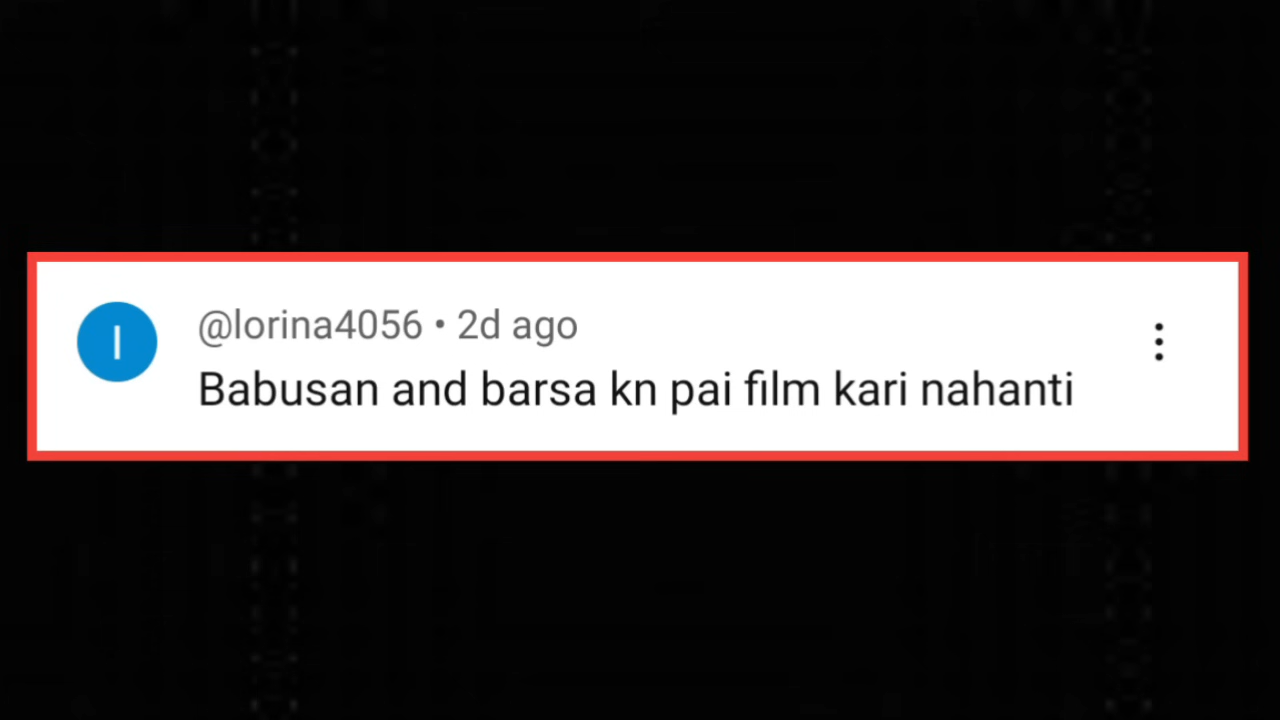 l
@lorina4056 • 2d ago
Babusan and barsa kn pai film kari nahanti